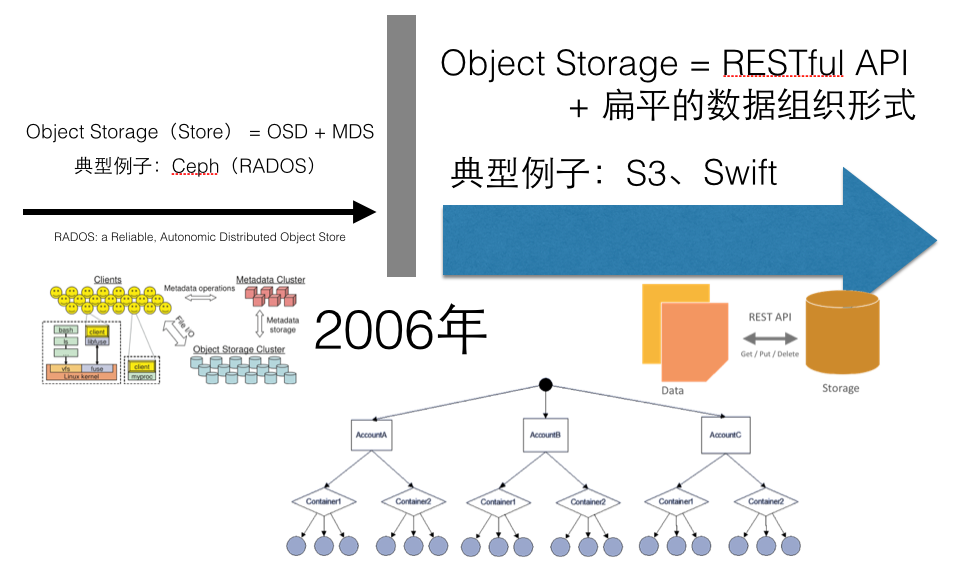 Object Storage = RESTful API
+ 扁平的数据组织形式
Object Storage（Store） = OSD + MDS
典型例子：Ceph（RADOS）
典型例子：S3、Swift
RADOS: a Reliable, Autonomic Distributed Object Store
Clients
Metadata operations
Metadata Cluster
File I/O
Metadata
storage
Object Storage Cluster
bash
ls
...
client
libfuse
vfs
fuse
Linux kernel
client
myproc
2006年
REST API
Get / Put / Delete
Data
Storage
AccountA
AccountB
AccountC
Container1
Container2
Container1
Container2
Container1
Container2